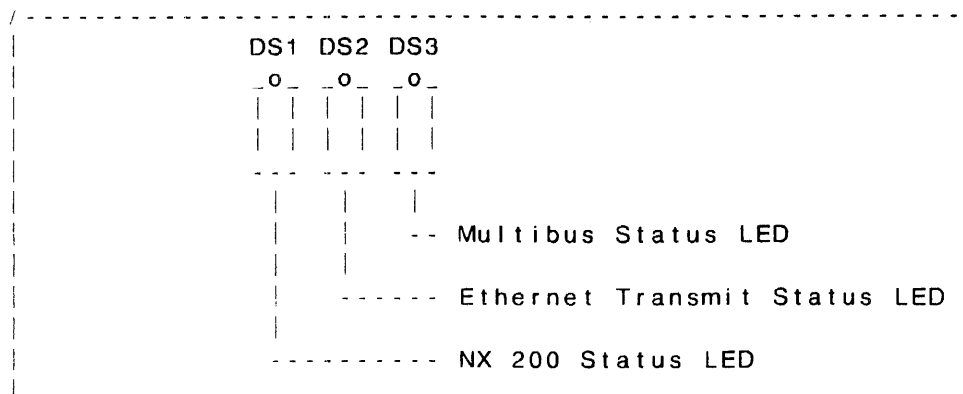 DS1 DS2 DS3
Multibus Status LED
Ethernet Transmit Status LED
NX 200 Status LED